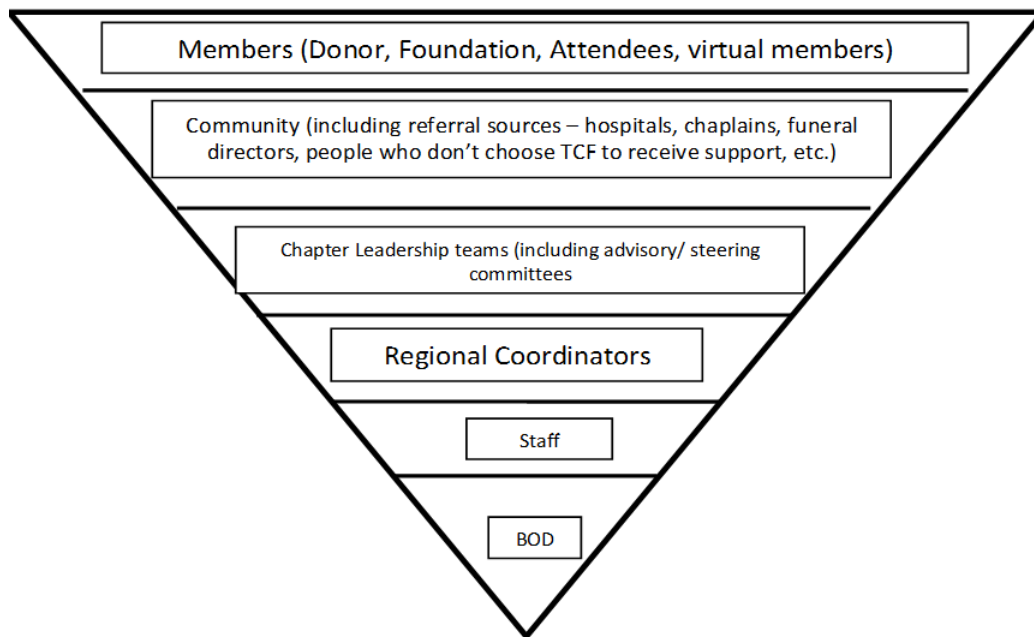 Members (Donor, Foundation, Attendees, virtual members)
Community (including referral sources – hospitals, chaplains, funeral
directors, people who don’t choose TCF to receive support, etc.)
Chapter Leadership teams (including advisory/ steering
committees
Regional Coordinators
Staff
BOD